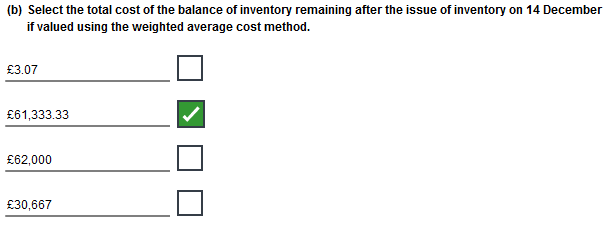 (b) Select the total cost of the balance of inventory remaining after the issue of inventory on 14 December
if valued using the weighted average cost method.
£3.07
£61,333.33
£62,000
£30,667